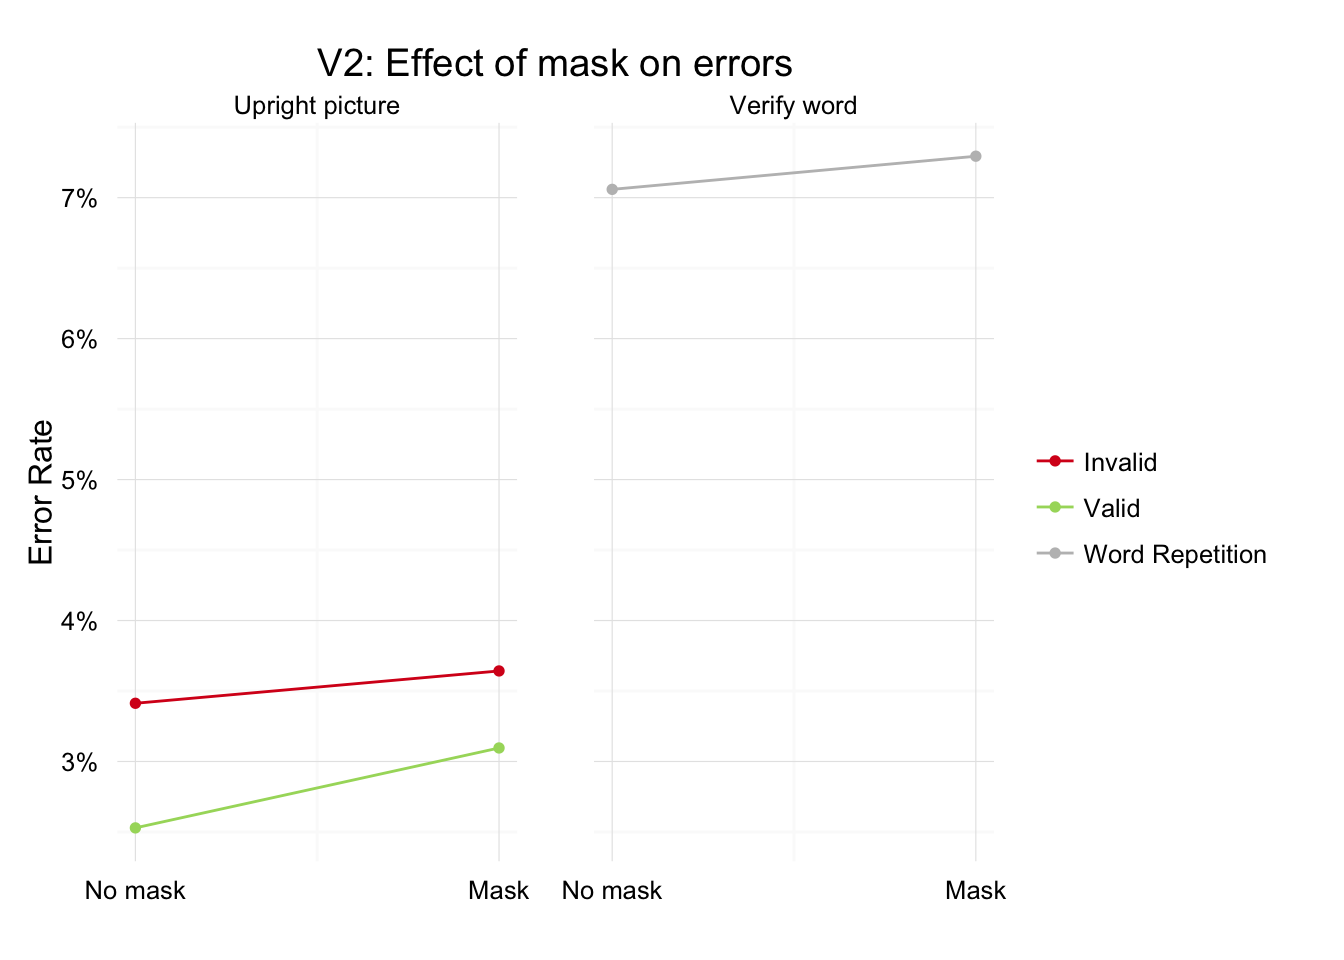 V2: Effect of mask on errors
Upright picture
Verify word
Error Rate
7%
6%
5%
4%
3%
No mask
Mask
No mask
Mask
Invalid
Valid
Word Repetition